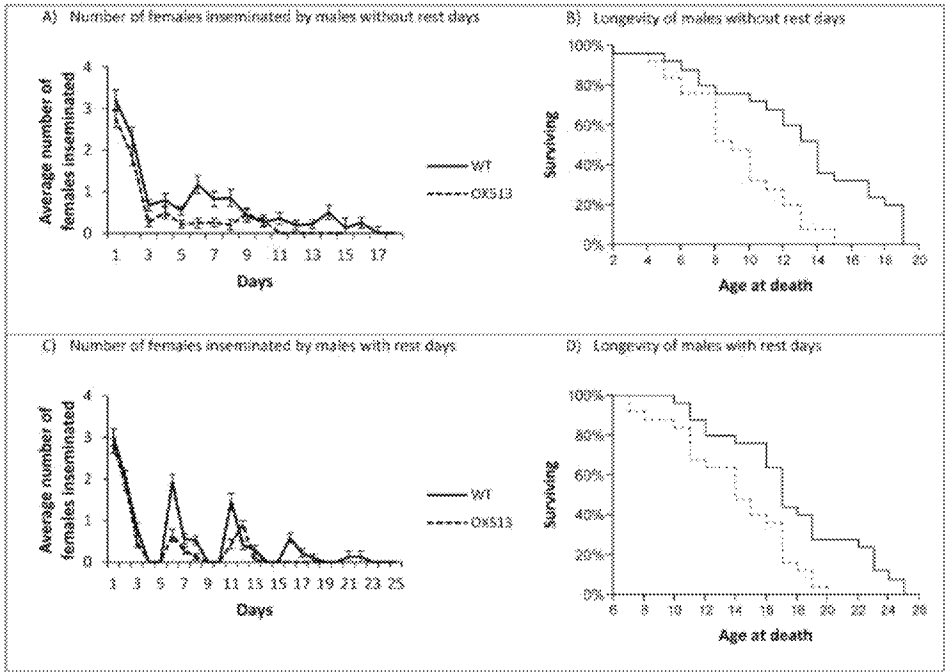 A) Number of females inseminated by males without rest days
Average number of
females inseminated
4
3
2
1
0
1 3 5 7 9 11 13 15 17
Days
WT
OX513
B) Longevity of males without rest days
Surviving
100%
80%
60%
40%
20%
0%
2 4 6 8 10 12 14 16 18 20
Age at death
C) Number of females inseminated by males with rest days
Average number of
females inseminated
4
3
2
1
0
1 3 5 7 9 11 13 15 17 19 21 23 25
Days
WT
OX513
D) Longevity of males with rest days
Surviving
100%
80%
60%
40%
20%
0%
6 8 10 12 14 16 18 20 22 24 26
Age at death